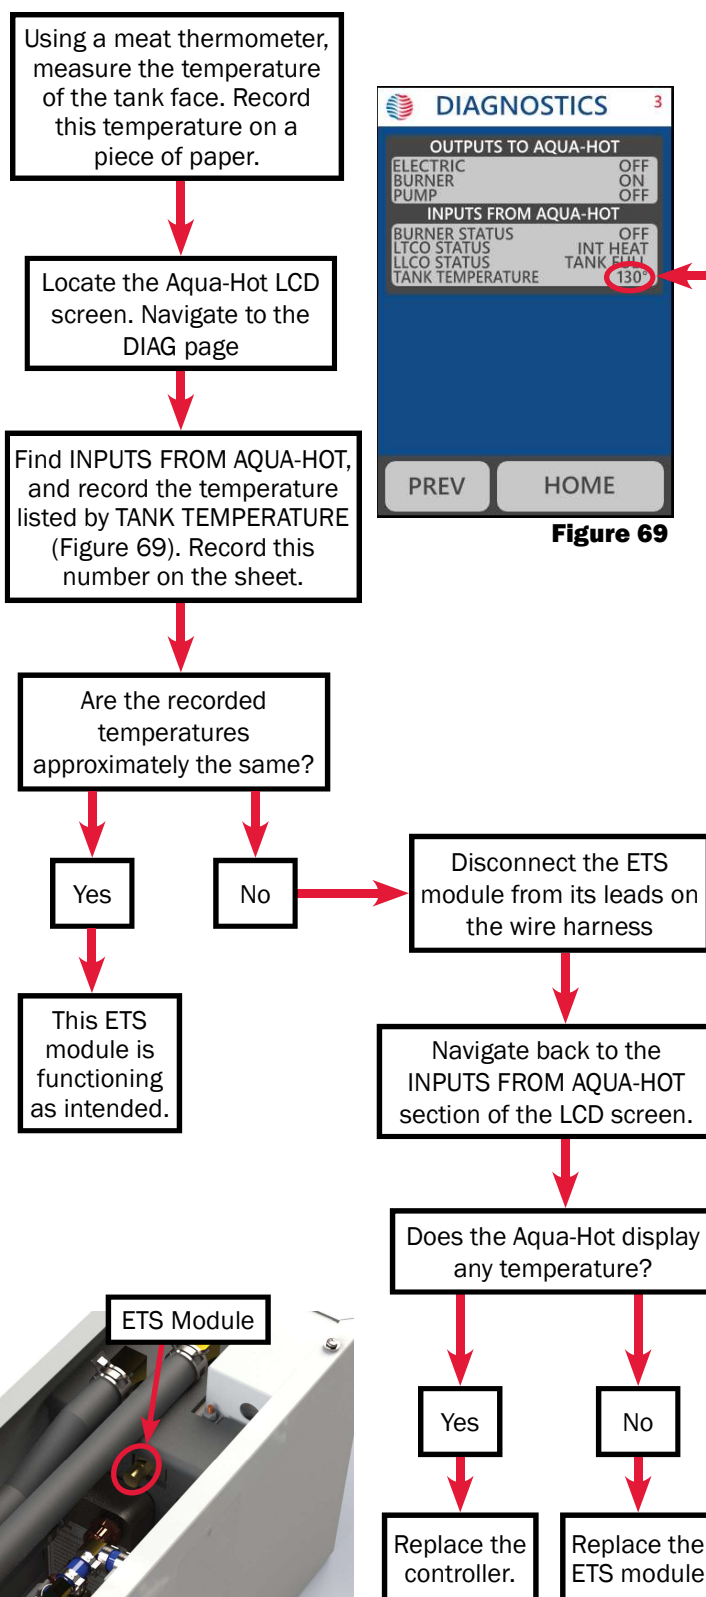 Using a meat thermometer,
measure the temperature
of the tank face. Record
this temperature on a
piece of paper.
Locate the Aqua-Hot LCD
screen. Navigate to the
DIAG page
Find INPUTS FROM AQUA-HOT,
and record the temperature
listed by TANK TEMPERATURE
(Figure 69). Record this
number on the sheet.
DIAGNOSTICS 3
OUTPUTS TO AQUA-HOT
ELECTRIC OFF
BURNER ON
PUMP OFF
INPUTS FROM AQUA-HOT
BURNER STATUS OFF
LTCO STATUS INT HEAT
LLCO STATUS TANK FULL
TANK TEMPERATURE 130°
PREV HOME
Figure 69
Are the recorded
temperatures
approximately the same?
Yes
No
This ETS
module is
functioning
as intended.
Disconnect the ETS
module from its leads on
the wire harness
Navigate back to the
INPUTS FROM AQUA-HOT
section of the LCD screen.
Does the Aqua-Hot display
any temperature?
Yes
No
Replace the
controller.
Replace the
ETS module
ETS Module